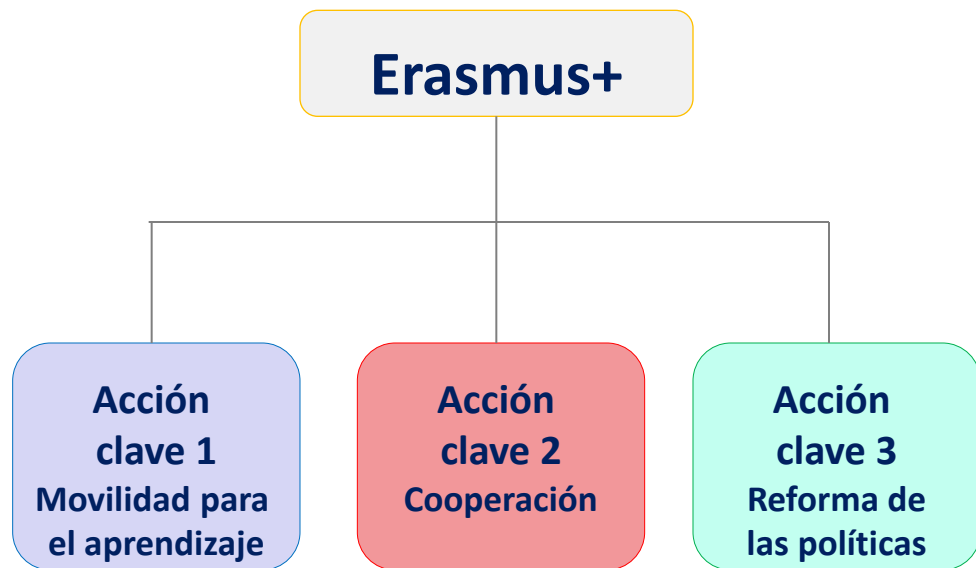 Erasmus+
Acción
clave 1
Movilidad para
el aprendizaje
Acción
clave 2
Cooperación
Acción
clave 3
Reforma de
las políticas